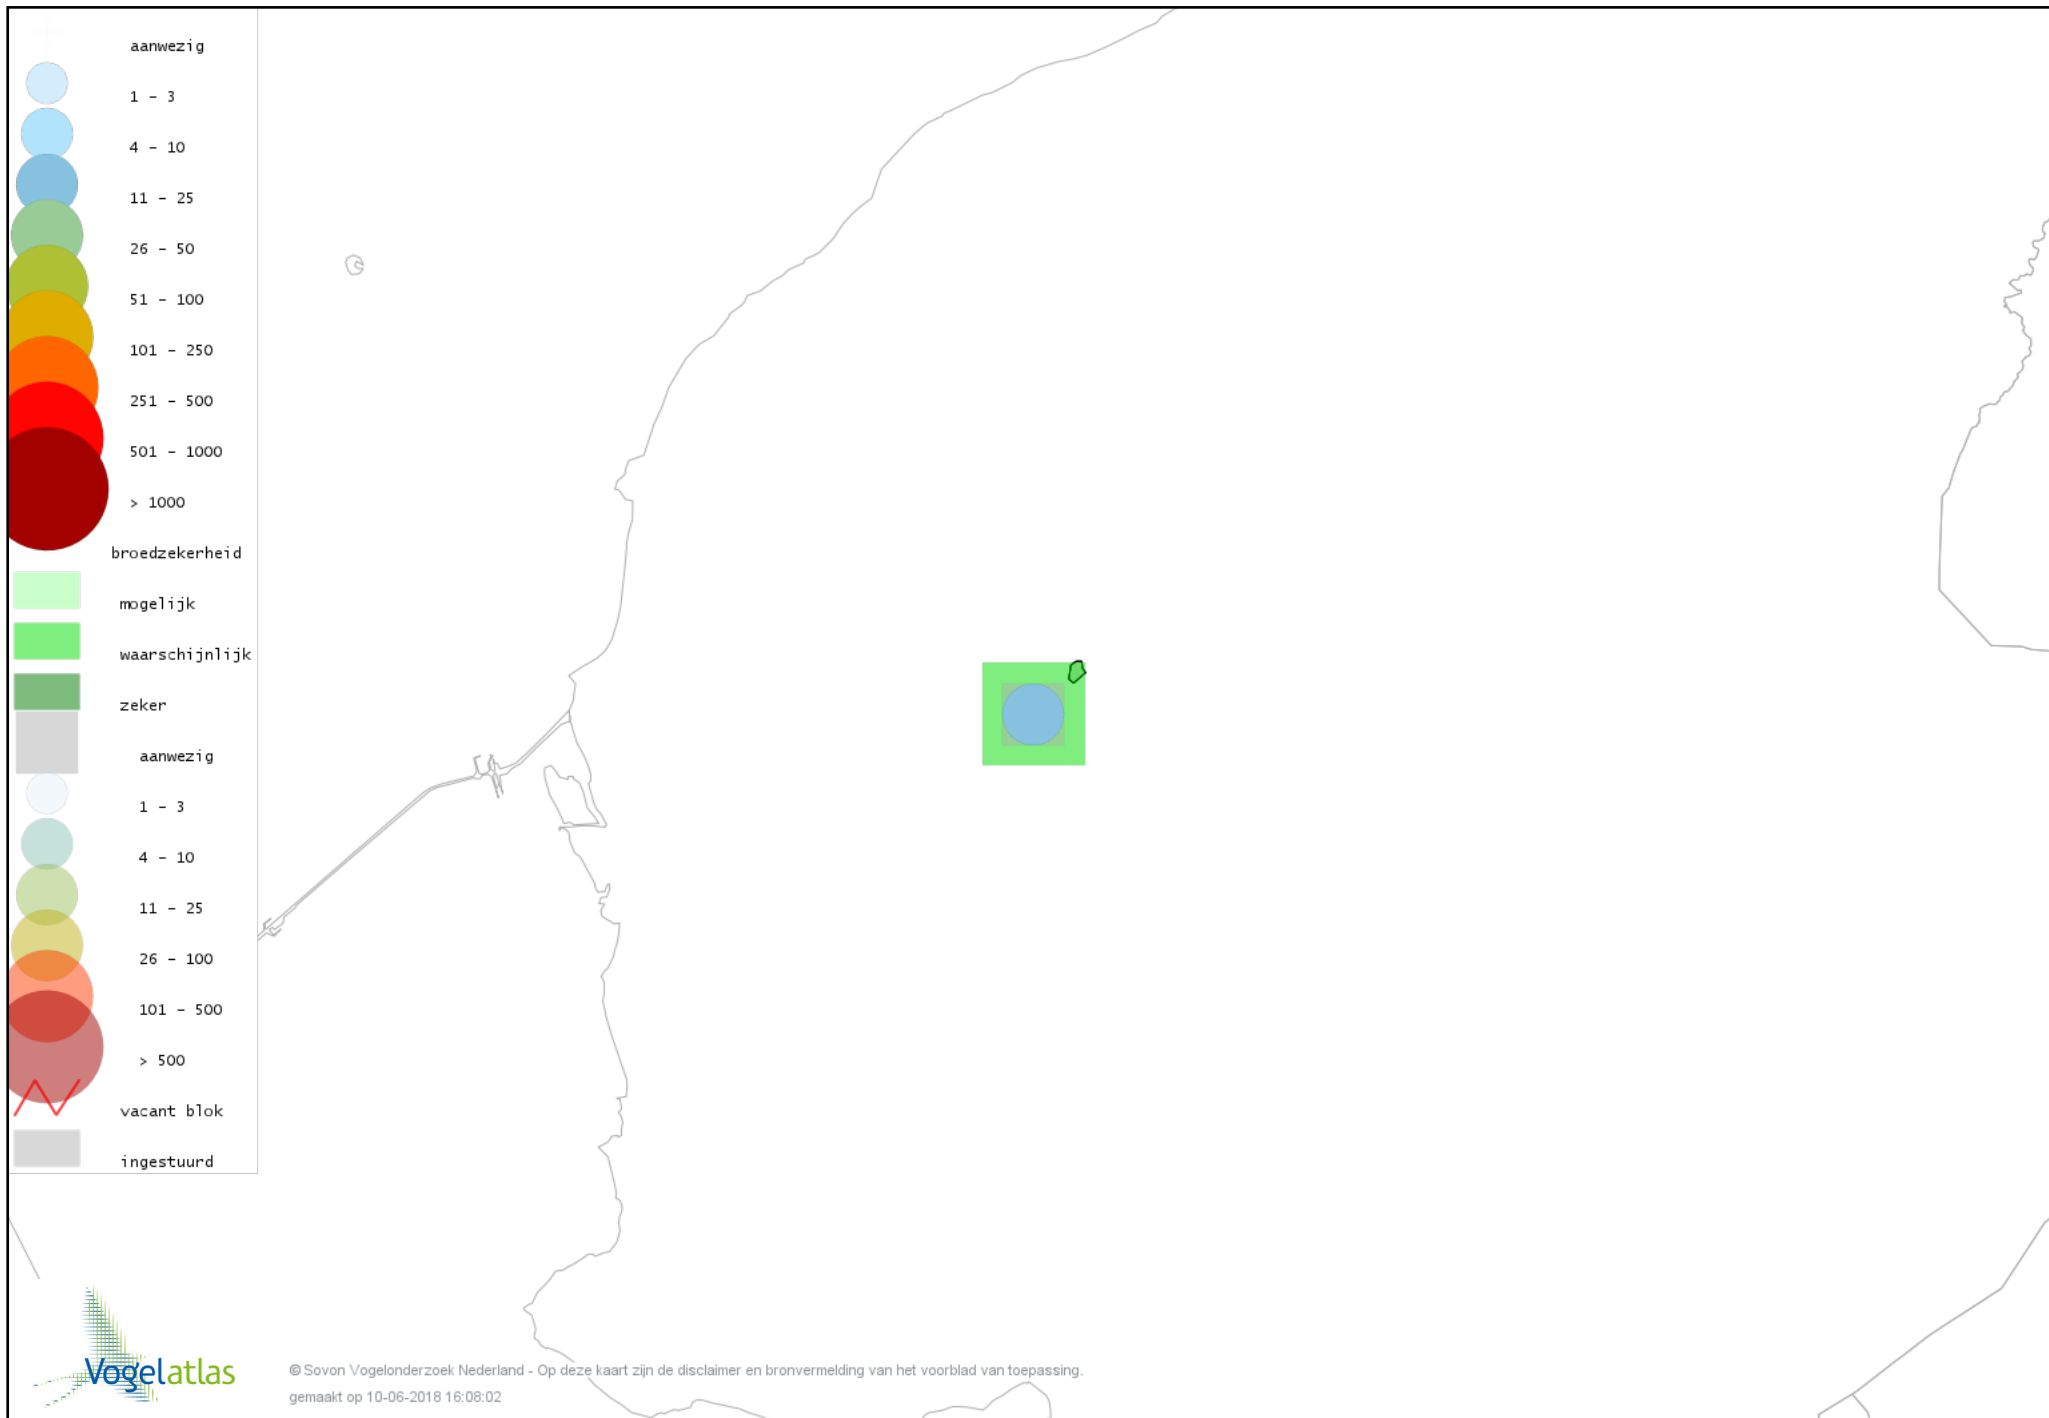 aanwezig
1 - 3
4 - 10
11 - 25
26 - 50
51 - 100
101 - 250
251 - 500
501 - 1000
> 1000
broedzekerheid
mogelijk
waarschijnlijk
zeker
aanwezig
1 - 3
4 - 10
11 - 25
26 - 100
101 - 500
> 500
vacant blok
ingestuurd
Vogelatlas
© Sovon Vogelonderzoek Nederland - Op deze kaart zijn de disclaimer en bronvermelding van het voorblad van toepassing.
gemaakt op 10-06-2018 16:08:02